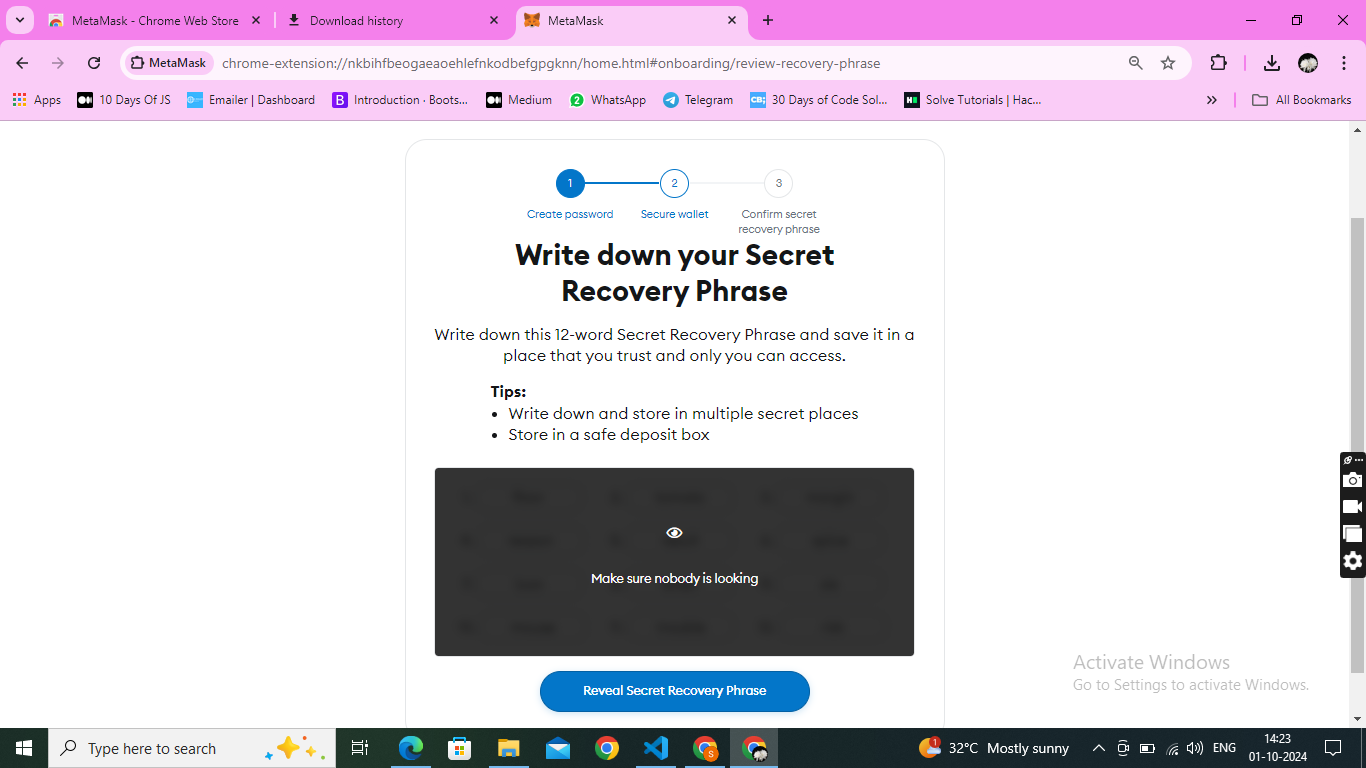 MetaMask - Chrome Web Store
Download history
MetaMask
MetaMask
chrome-extension://nkbihfbeogaeaoehlefnkodbefgpgknn/home.html#onboarding/review-recovery-phrase
Apps
10 Days Of JS
Emailer | Dashboard
Introduction · Boots...
Medium
2
WhatsApp
Telegram
CB;
30 Days of Code Sol...
Solve Tutorials | Hac...
All Bookmarks
1
2
3
Create password
Secure wallet
Confirm secret
recovery phrase
Write down your Secret
Recovery Phrase
Write down this 12-word Secret Recovery Phrase and save it in a
place that you trust and only you can access.
Tips:
• Write down and store in multiple secret places
• Store in a safe deposit box
Make sure nobody is looking
Reveal Secret Recovery Phrase
Activate Windows
Go to Settings to activate Windows.
Type here to search
S
1
32°C Mostly sunny
ENG
14:23
01-10-2024